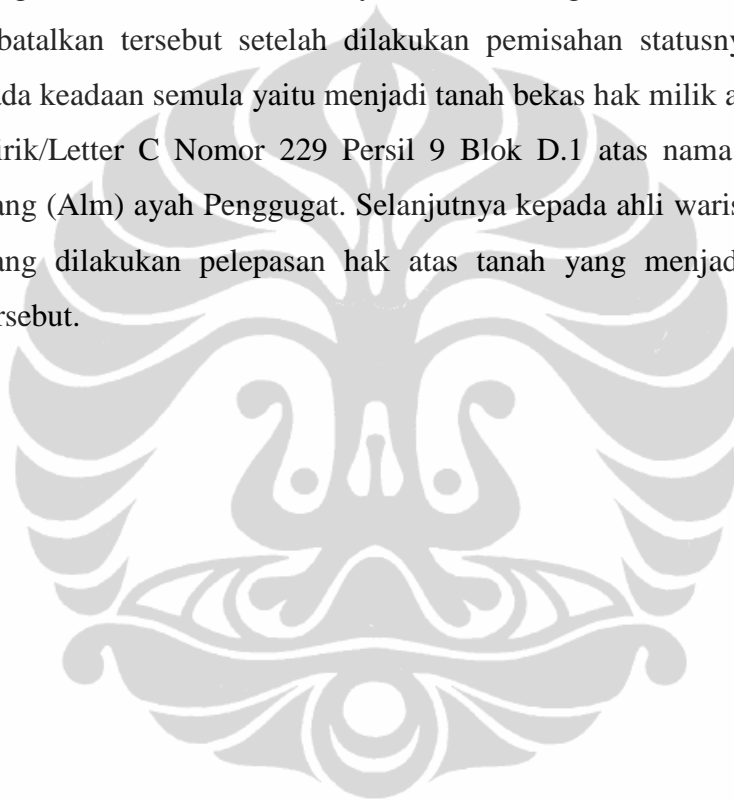 batalkan tersebut setelah dilakukan pemisahan statusny
ada keadaan semula yaitu menjadi tanah bekas hak milik a
irik/Letter C Nomor 229 Persil 9 Blok D.1 atas nama
ang (Alm) ayah Penggugat. Selanjutnya kepada ahli waris
ang dilakukan pelepasan hak atas tanah yang menjad
rsebut.